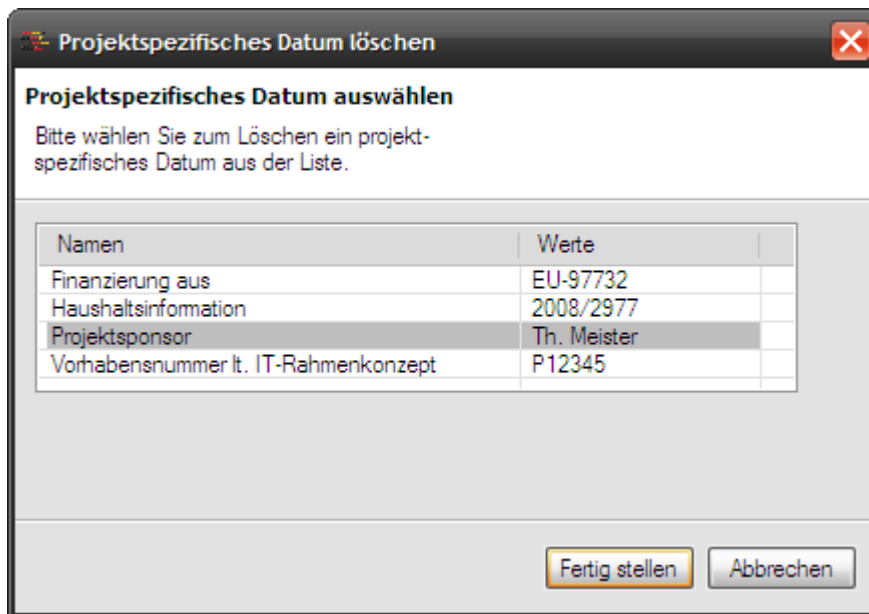 Projektspezifisches Datum löschen
Projektspezifisches Datum auswählen
Bitte wählen Sie zum Löschen ein projekt-
spezifisches Datum aus der Liste.
Namen Werte
Finanzierung aus EU-97732
Haushaltsinformation 2008/2977
Projektsponsor Th. Meister
Vorhabensnummer lt. IT-Rahmenkonzept P12345
Fertig stellen Abbrechen